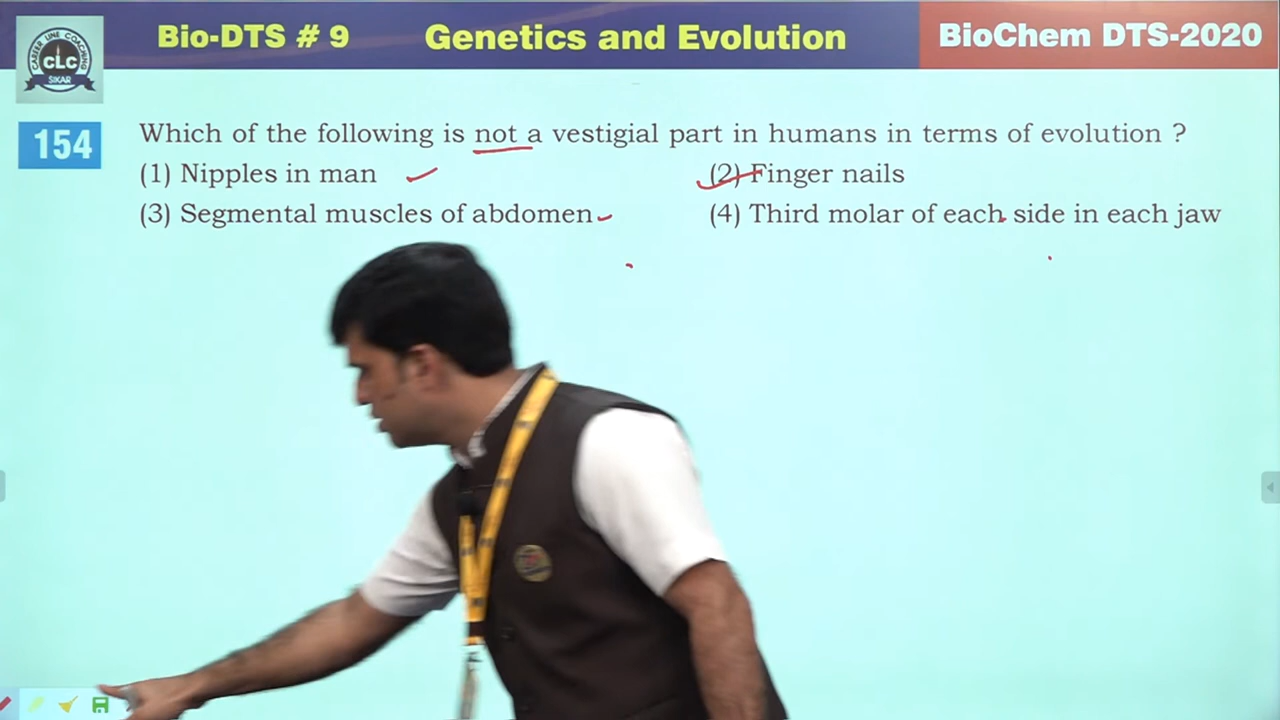 Bio-DTS # 9
Genetics and Evolution
BioChem DTS-2020
CAREER LINE COACHING
CLC
SIKAR
154
Which of the following is not a vestigial part in humans in terms of evolution ?
(1) Nipples in man
(2) Finger nails
(3) Segmental muscles of abdomen
(4) Third molar of each side in each jaw